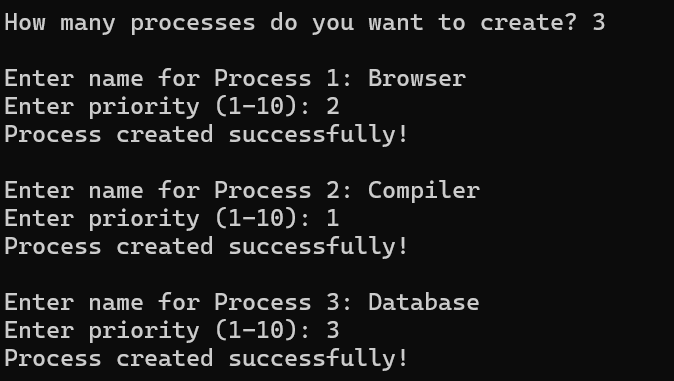 How many processes do you want to create? 3
Enter name for Process 1: Browser
Enter priority (1-10): 2
Process created successfully!
Enter name for Process 2: Compiler
Enter priority (1-10): 1
Process created successfully!
Enter name for Process 3: Database
Enter priority (1-10): 3
Process created successfully!